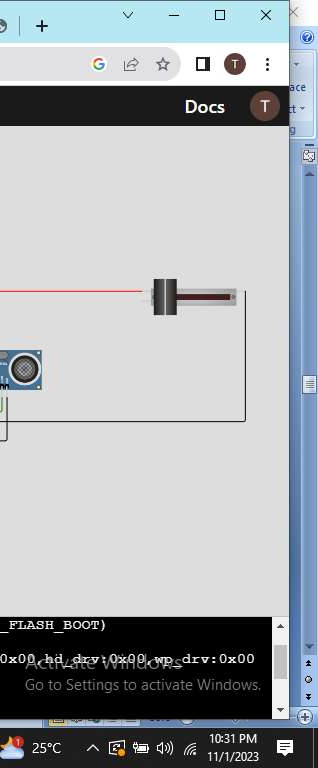 T
Docs
T
ace
_FLASH_BOOT)
0x00,hd_drv:0x00,wp_drv:0x00
Activate Windows
Go to Settings to activate Windows.
25°C
10:31 PM
11/1/2023